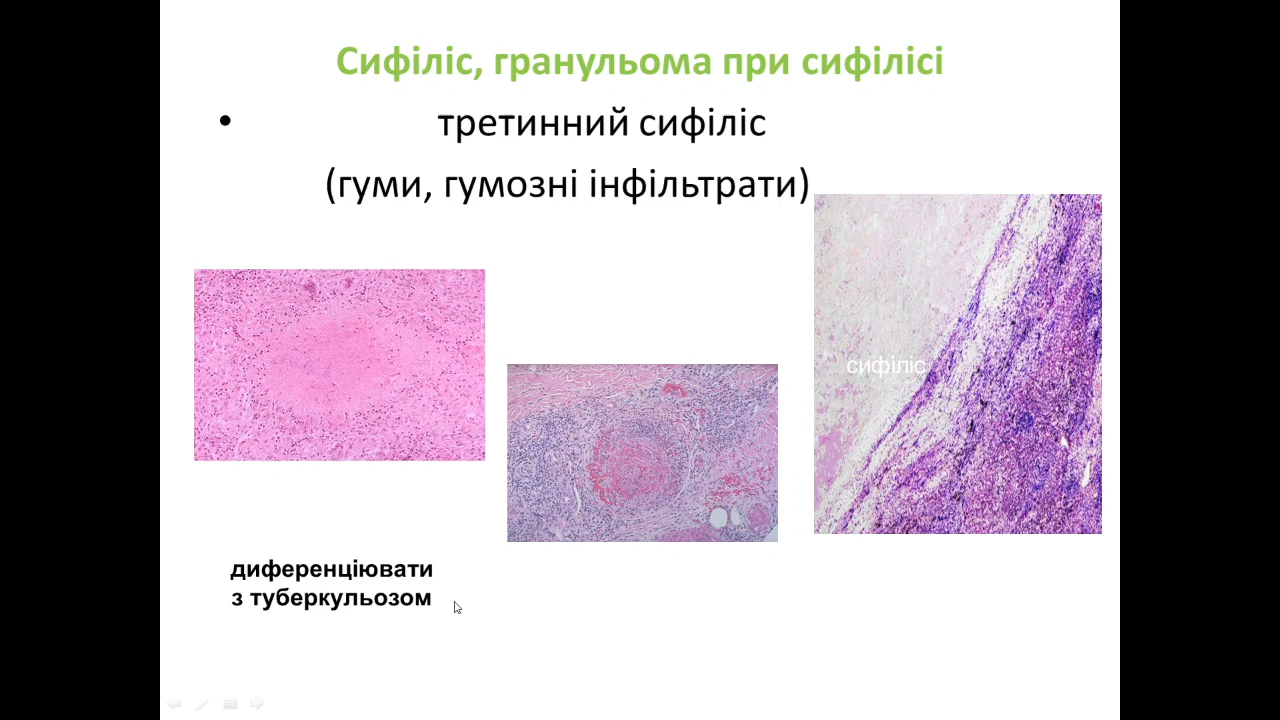 Сифіліс, гранульома при сифілісі
• третинний сифіліс
(гуми, гумозні інфільтрати)
сифіліс
диференціювати
з туберкульозом